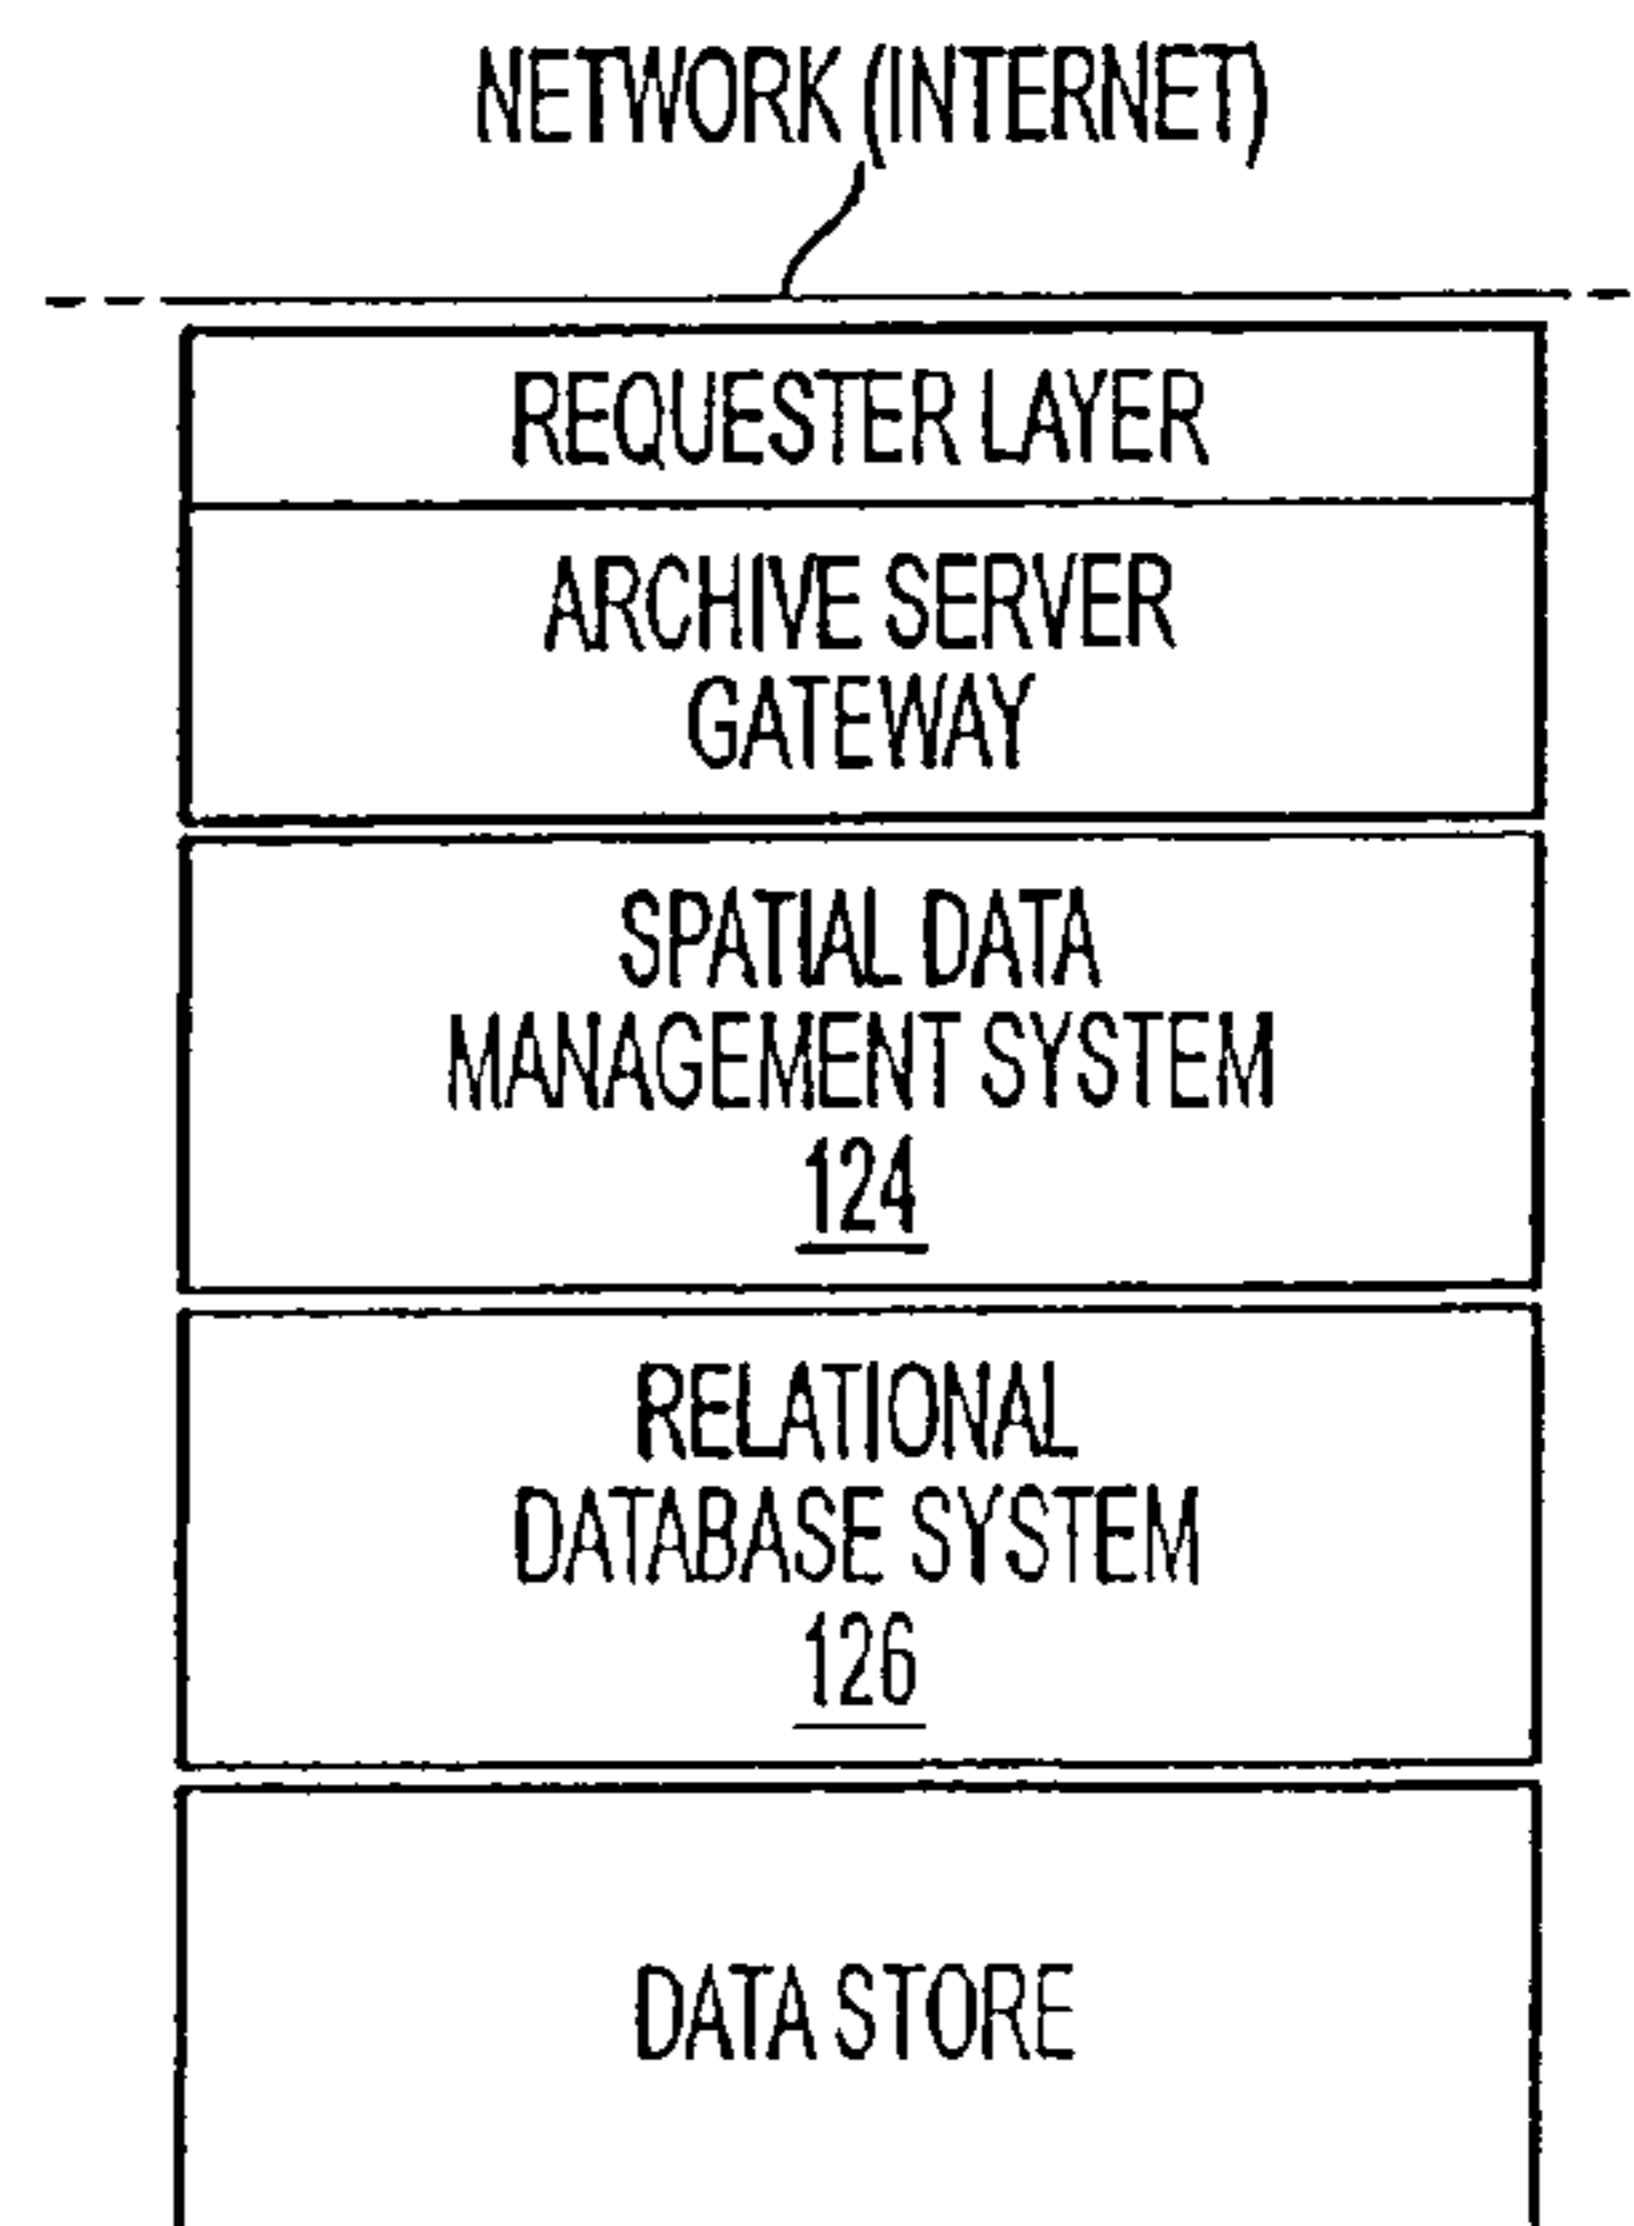 NETWORK (INTERNET)
REQUESTER LAYER
ARCHIVE SERVER
GATEWAY
SPATIAL DATA
MANAGEMENT SYSTEM
124
RELATIONAL
DATABASE SYSTEM
126
DATA STORE